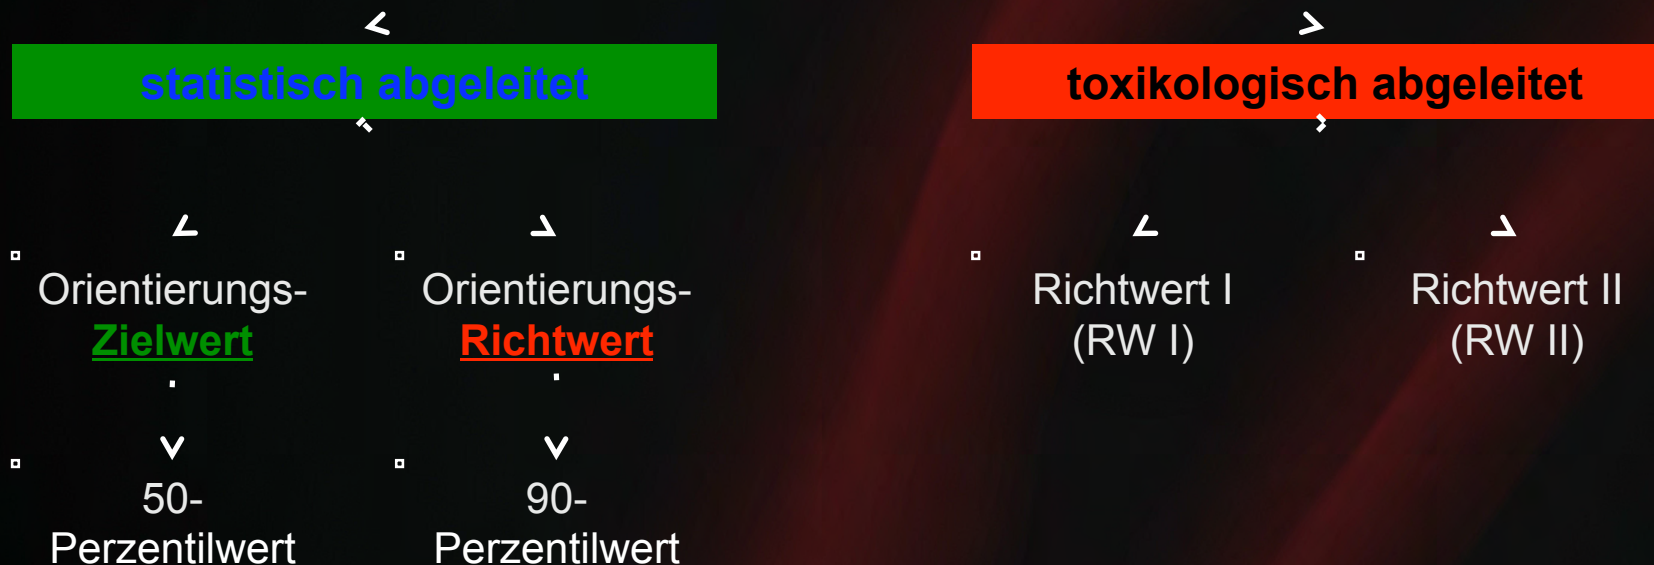 statistisch abgeleitet
toxikologisch abgeleitet
Orientierungs-
Zielwert
Orientierungs-
Richtwert
Richtwert I
(RW I)
Richtwert II
(RW II)
50-
Perzentilwert
90-
Perzentilwert